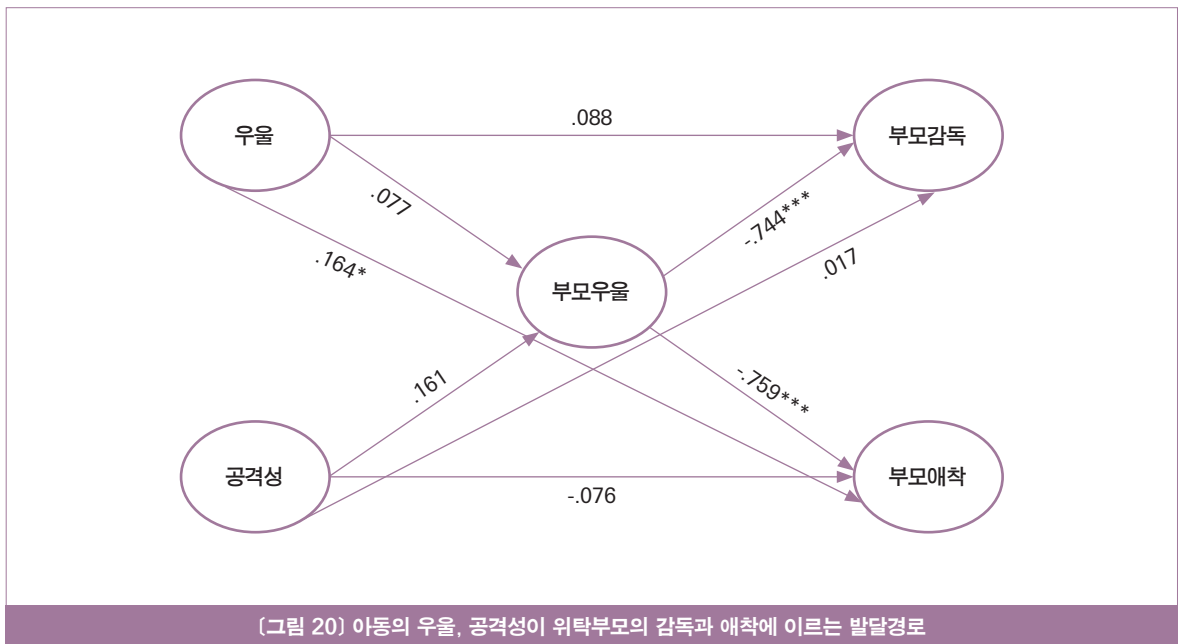 우울
.088
부모감독
.077
-.744***
.164*
.017
부모우울
.161
-.759***
공격성
-.076
부모애착
〔그림 20〕 아동의 우울, 공격성이 위탁부모의 감독과 애착에 이르는 발달경로